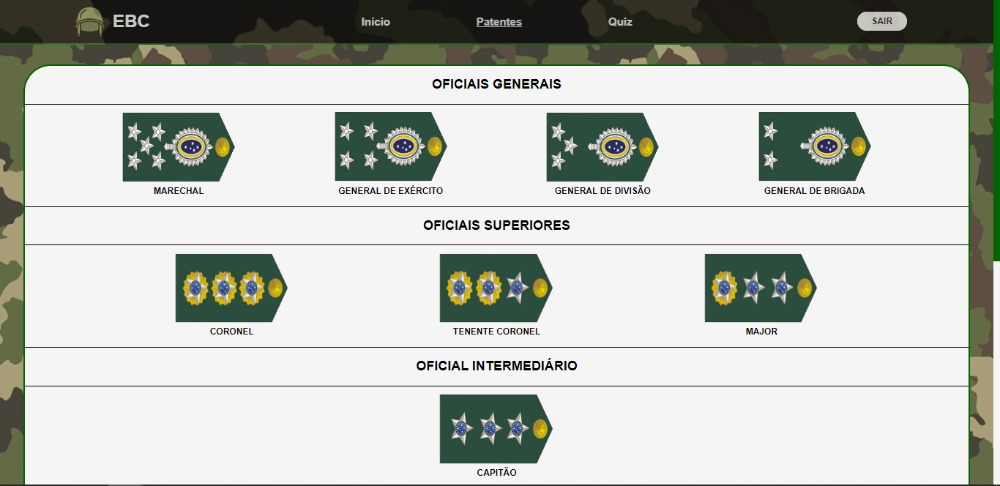 EBC
Início
Patentes
Quiz
SAIR
OFICIAIS GENERAIS
MARECHAL
GENERAL DE EXÉRCITO
GENERAL DE DIVISÃO
GENERAL DE BRIGADA
OFICIAIS SUPERIORES
CORONEL
TENENTE CORONEL
MAJOR
OFICIAL INTERMEDIÁRIO
CAPITÃO